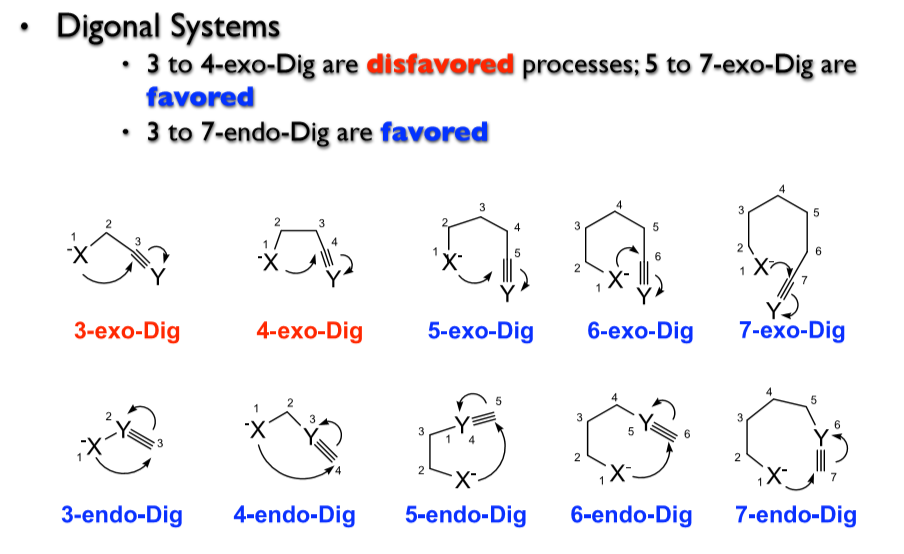 • Digonal Systems
• 3 to 4-exo-Dig are disfavored processes; 5 to 7-exo-Dig are
favored
• 3 to 7-endo-Dig are favored
1 2 3 -X Y
1 2 3 4 -X Y
1 2 3 4 5 X- Y
1 2 3 4 5 6 X- Y
1 2 3 4 5 6 7 X- Y
3-exo-Dig 4-exo-Dig 5-exo-Dig 6-exo-Dig 7-exo-Dig
1 2 3 -X Y
1 2 3 4 -X Y
1 2 3 4 5 X- Y
1 2 3 4 5 6 X- Y
1 2 3 4 5 6 7 X- Y
3-endo-Dig 4-endo-Dig 5-endo-Dig 6-endo-Dig 7-endo-Dig